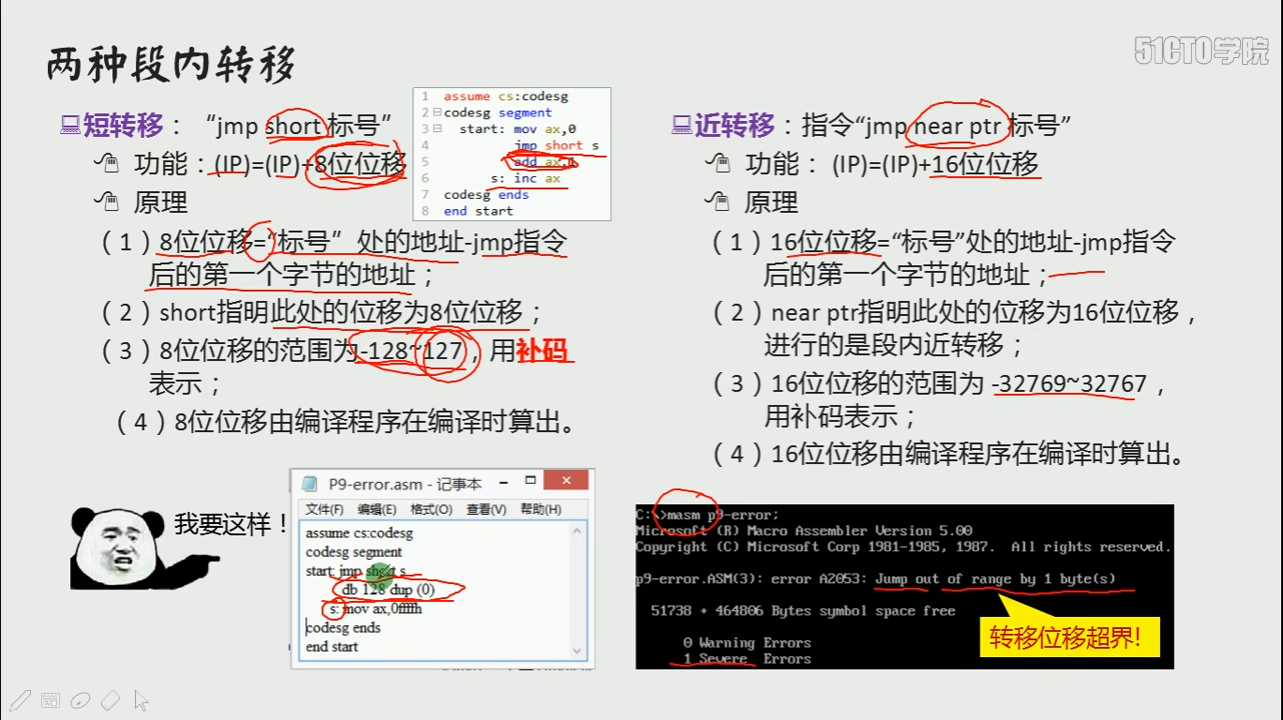 两种段内转移
51CTO学院
短转移：“jmp short 标号”
功能：(IP)=(IP)+8位位移
原理
（1）8位位移=“标号”处的地址-jmp指令
后的第一个字节的地址；
（2）short指明此处的位移为8位位移；
（3）8位位移的范围为-128~127，用补码
表示；
（4）8位位移由编译程序在编译时算出。
1 assume cs:codesg
2 codesg segment
3 start: mov ax,0
4 jmp short s
5 add ax,1
6 s: inc ax
7 codesg ends
8 end start
近转移：指令“jmp near ptr 标号”
功能： (IP)=(IP)+16位位移
原理
（1）16位位移=“标号”处的地址-jmp指令
后的第一个字节的地址；
（2）near ptr指明此处的位移为16位位移，
进行的是段内近转移；
（3）16位位移的范围为 -32769~32767，
用补码表示；
（4）16位位移由编译程序在编译时算出。
我要这样！
P9-error.asm - 记事本
文件(F) 编辑(E) 格式(O) 查看(V) 帮助(H)
assume cs:codesg
codesg segment
start: jmp short s
db 128 dup (0)
s: mov ax,0ffffh
codesg ends
end start
C:\>masm p9-error;
Microsoft (R) Macro Assembler Version 5.00
Copyright (C) Microsoft Corp 1981-1985, 1987. All rights reserved.
p9-error.ASM(3): error A2053: Jump out of range by 1 byte(s)
51738 + 464806 Bytes symbol space free
0 Warning Errors
1 Severe Errors
转移位移超界!